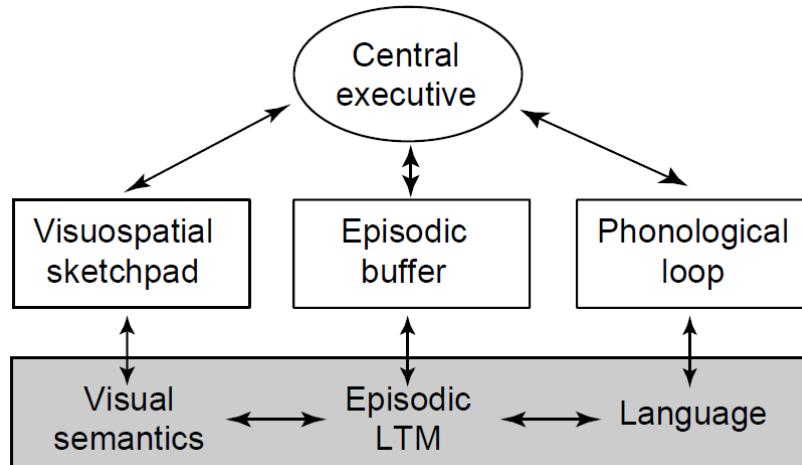 Central
executive
Visuospatial
sketchpad
Episodic
buffer
Phonological
loop
Visual
semantics
Episodic
LTM
Language